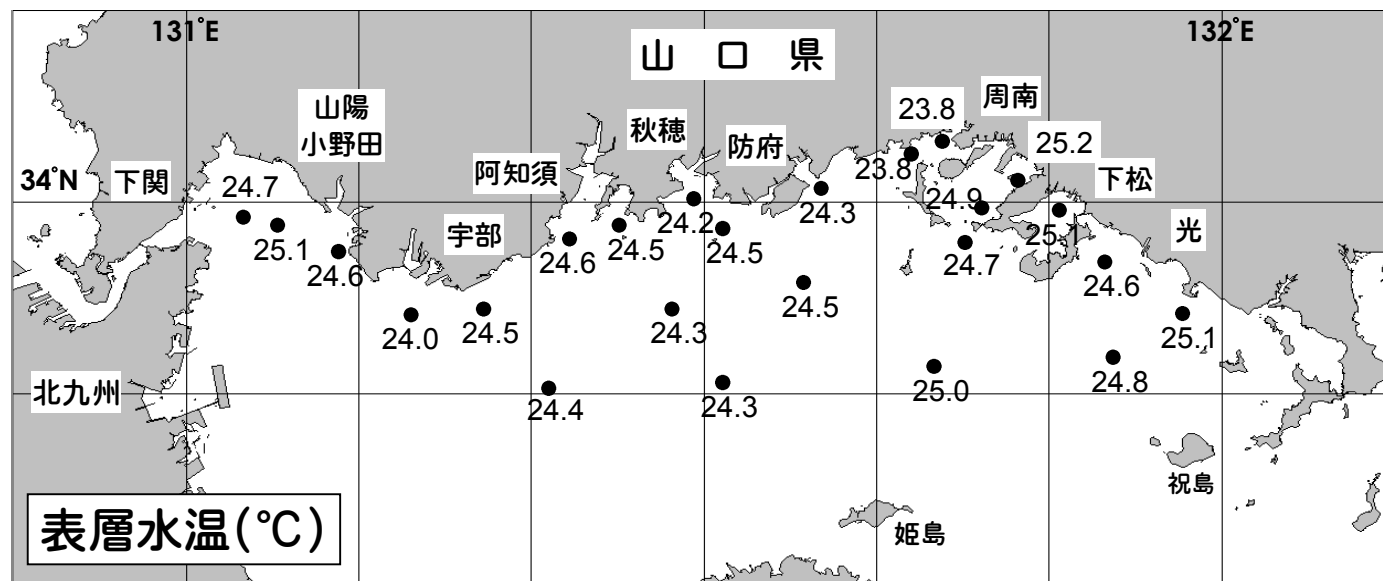 131°E
132°E
山口県
山陽
小野田
秋穂
防府
23.8
周南
25.2
34°N
下関
24.7
阿知須
23.8
24.9
下松
24.2
24.3
25.1
宇部
光
25.1
24.6
24.6
24.5
24.5
24.7
24.6
24.0
24.5
24.3
24.5
25.1
北九州
24.4
24.3
25.0
24.8
祝島
姫島
表層水温(℃)